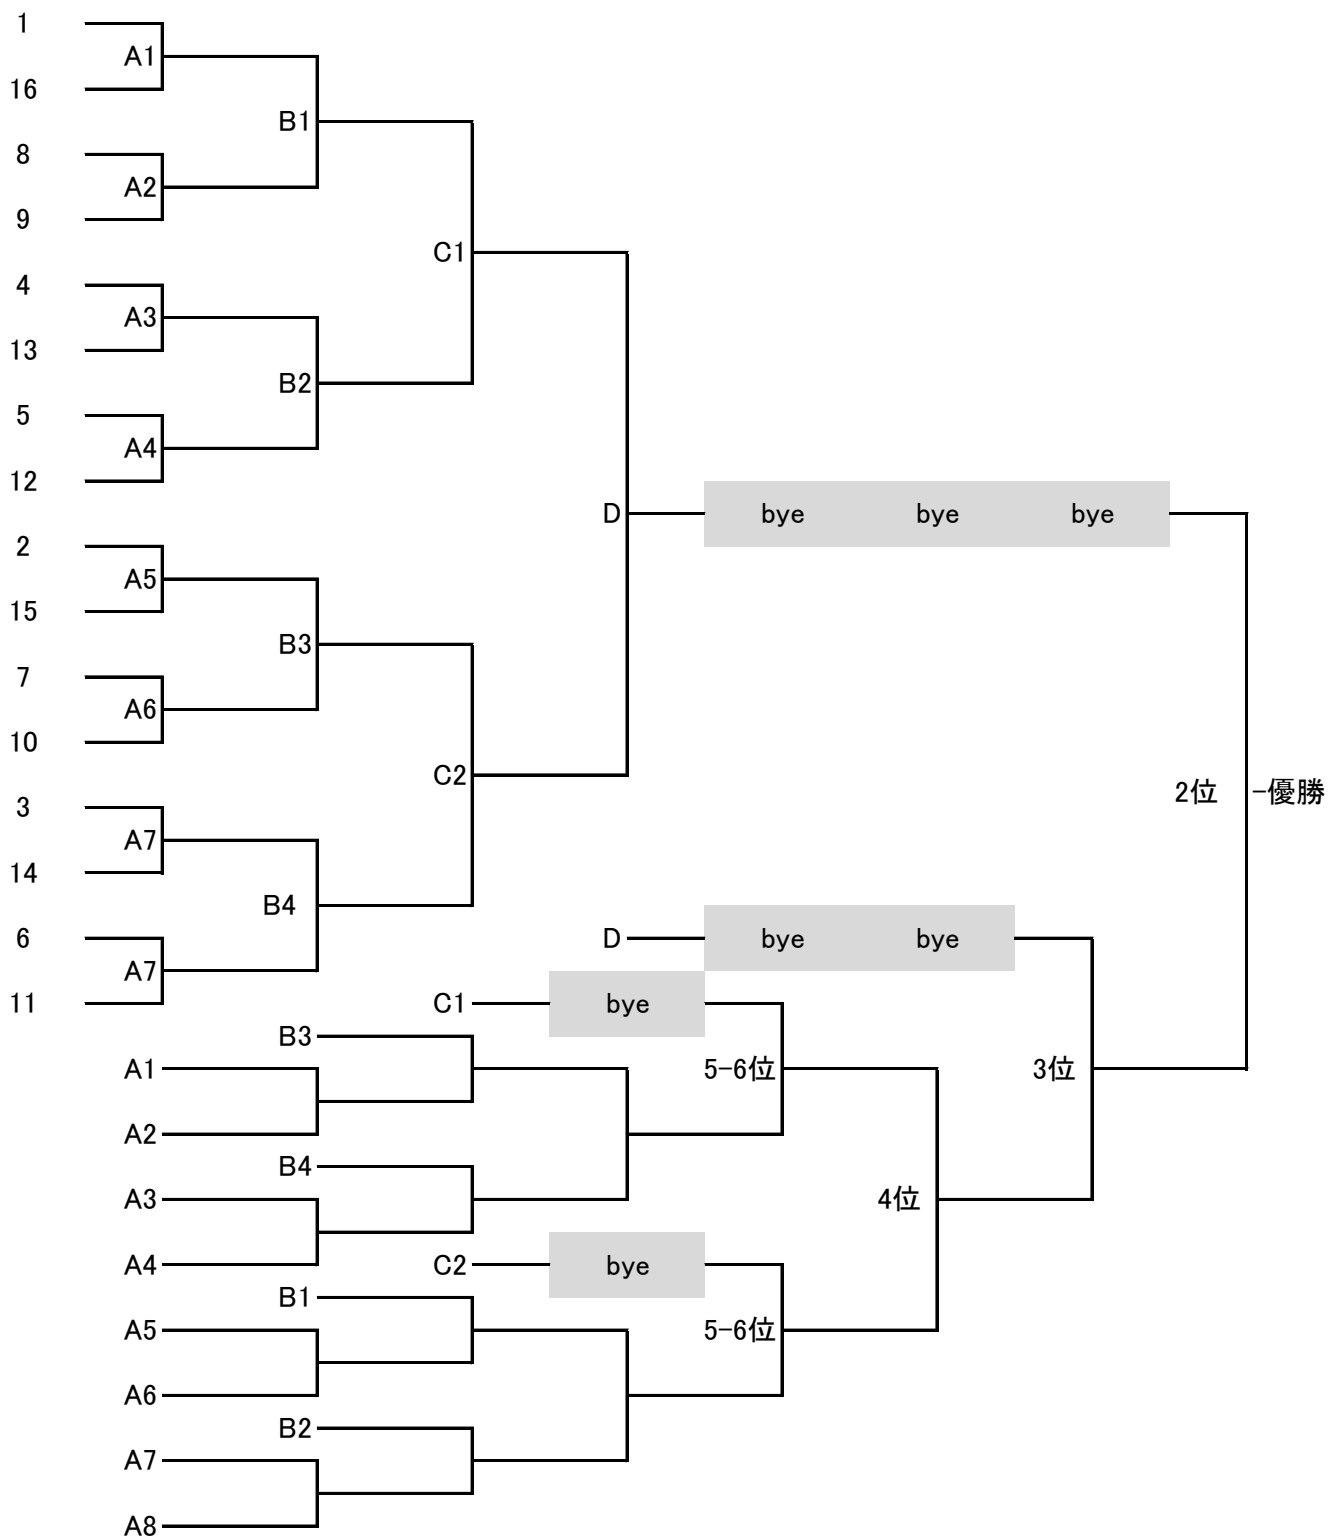 1
A1
16
B1
8
A2
9
C1
4
A3
13
B2
5
A4
12
D bye bye bye
2
A5
15
B3
7
A6
10
C2
2位 -優勝
3
A7
14
B4
D bye bye
6
A7
11
C1 bye
B3
A1
5-6位
3位
A2
B4
A3
4位
A4
C2 bye
B1
A5
5-6位
A6
B2
A7
A8